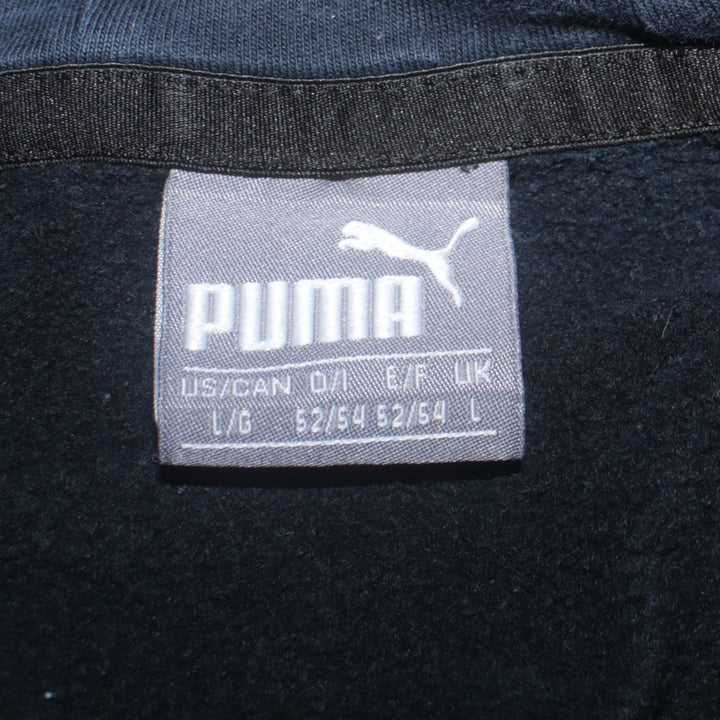 PUMA
US/CAN D/I E/F UK
L/G 52/54 52/54 L